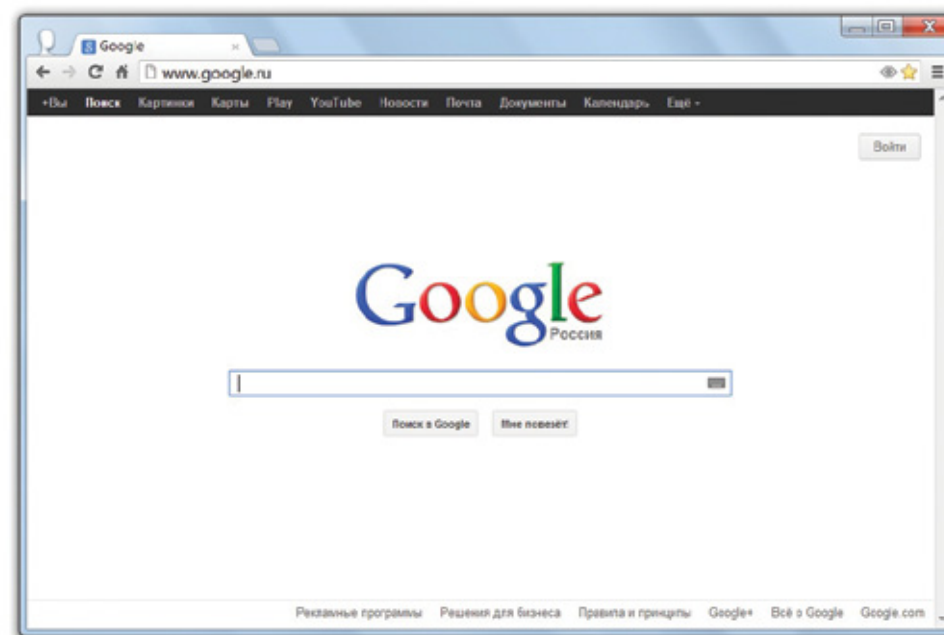 Google
www.google.ru
+Вы Поиск Картинки Карты Play YouTube Новости Почта Документы Календарь Ещё
Войти
Google
Россия
Поиск в Google Мне повезёт!
Рекламные программы Решения для бизнеса Правила и принципы Google+ Всё о Google Google.com